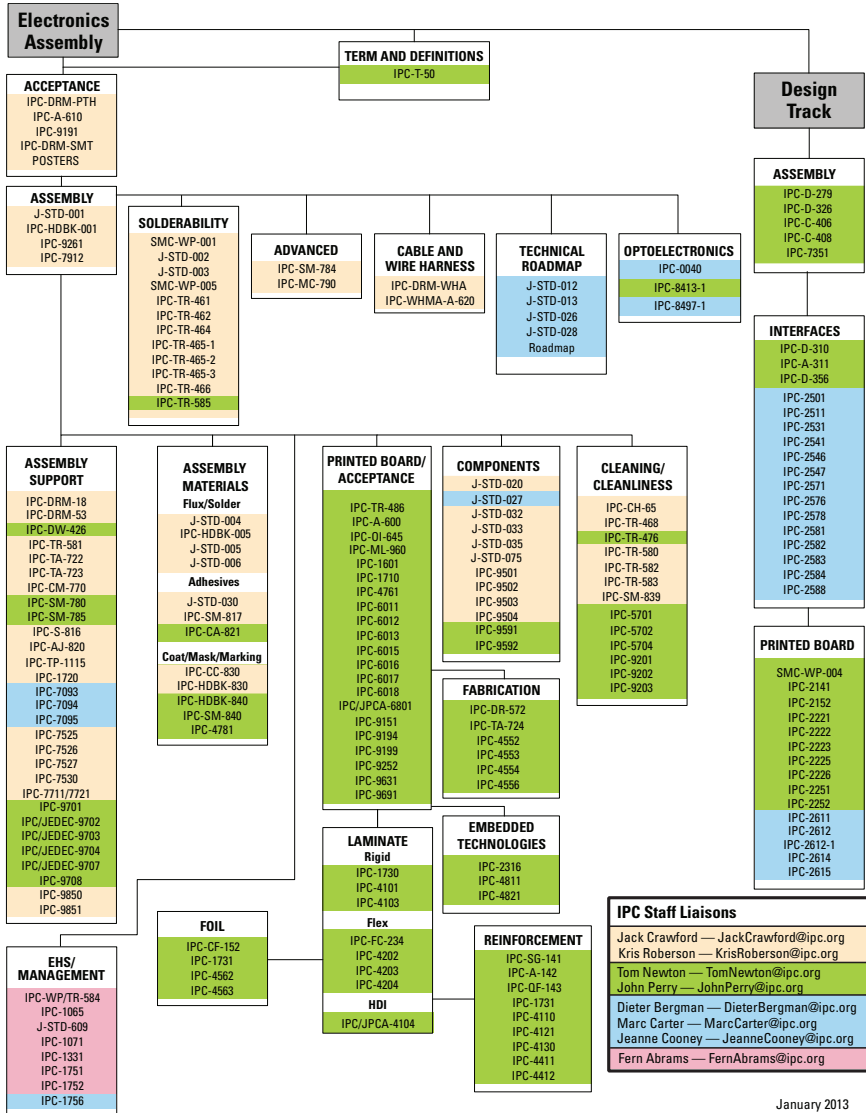 Electronics
Assembly
TERM AND DEFINITIONS
IPC-T-50
ACCEPTANCE
IPC-DRM-PTH
IPC-A-610
IPC-9191
IPC-DRM-SMT
POSTERS
Design
Track
ASSEMBLY
IPC-D-279
IPC-D-326
IPC-C-406
IPC-C-408
IPC-7351
ASSEMBLY
J-STD-001
IPC-HDBK-001
IPC-9261
IPC-7912
SOLDERABILITY
SMC-WP-001
J-STD-002
J-STD-003
SMC-WP-005
IPC-TR-461
IPC-TR-462
IPC-TR-464
IPC-TR-465-1
IPC-TR-465-2
IPC-TR-465-3
IPC-TR-466
IPC-TR-585
ADVANCED
IPC-SM-784
IPC-MC-790
CABLE AND
WIRE HARNESS
IPC-DRM-WHA
IPC-WHMA-A-620
TECHNICAL
ROADMAP
J-STD-012
J-STD-013
J-STD-026
J-STD-028
Roadmap
OPTOELECTRONICS
IPC-0040
IPC-8413-1
IPC-8497-1
INTERFACES
IPC-D-310
IPC-A-311
IPC-D-356
IPC-2501
IPC-2511
IPC-2531
IPC-2541
IPC-2546
IPC-2547
IPC-2571
IPC-2576
IPC-2578
IPC-2581
IPC-2582
IPC-2583
IPC-2584
IPC-2588
ASSEMBLY
SUPPORT
IPC-DRM-18
IPC-DRM-53
IPC-DW-426
IPC-TR-581
IPC-TA-722
IPC-TA-723
IPC-CM-770
IPC-SM-780
IPC-SM-785
IPC-S-816
IPC-AJ-820
IPC-TP-1115
IPC-1720
IPC-7093
IPC-7094
IPC-7095
IPC-7525
IPC-7526
IPC-7527
IPC-7530
IPC-7711/7721
IPC-9701
IPC/JEDEC-9702
IPC/JEDEC-9703
IPC/JEDEC-9704
IPC/JEDEC-9707
IPC-9708
IPC-9850
IPC-9851
ASSEMBLY
MATERIALS
Flux/Solder
J-STD-004
IPC-HDBK-005
J-STD-005
J-STD-006
Adhesives
J-STD-030
IPC-SM-817
IPC-CA-821
Coat/Mask/Marking
IPC-CC-830
IPC-HDBK-830
IPC-HDBK-840
IPC-SM-840
IPC-4781
PRINTED BOARD/
ACCEPTANCE
IPC-TR-486
IPC-A-600
IPC-OI-645
IPC-ML-960
IPC-1601
IPC-1710
IPC-4761
IPC-6011
IPC-6012
IPC-6013
IPC-6015
IPC-6016
IPC-6017
IPC-6018
IPC/JPCA-6801
IPC-9151
IPC-9194
IPC-9199
IPC-9252
IPC-9631
IPC-9691
COMPONENTS
J-STD-020
J-STD-027
J-STD-032
J-STD-033
J-STD-035
J-STD-075
IPC-9501
IPC-9502
IPC-9503
IPC-9504
IPC-9591
IPC-9592
CLEANING/
CLEANLINESS
IPC-CH-65
IPC-TR-468
IPC-TR-476
IPC-TR-580
IPC-TR-582
IPC-TR-583
IPC-SM-839
IPC-5701
IPC-5702
IPC-5704
IPC-9201
IPC-9202
IPC-9203
PRINTED BOARD
SMC-WP-004
IPC-2141
IPC-2152
IPC-2221
IPC-2222
IPC-2223
IPC-2225
IPC-2226
IPC-2251
IPC-2252
IPC-2611
IPC-2612
IPC-2612-1
IPC-2614
IPC-2615
FABRICATION
IPC-DR-572
IPC-TA-724
IPC-4552
IPC-4553
IPC-4554
IPC-4556
LAMINATE
Rigid
IPC-1730
IPC-4101
IPC-4103
Flex
IPC-FC-234
IPC-4202
IPC-4203
IPC-4204
HDI
IPC/JPCA-4104
EMBEDDED
TECHNOLOGIES
IPC-2316
IPC-4811
IPC-4821
FOIL
IPC-CF-152
IPC-1731
IPC-4562
IPC-4563
REINFORCEMENT
IPC-SG-141
IPC-A-142
IPC-QF-143
IPC-1731
IPC-4110
IPC-4121
IPC-4130
IPC-4411
IPC-4412
EHS/
MANAGEMENT
IPC-WP/TR-584
IPC-1065
J-STD-609
IPC-1071
IPC-1331
IPC-1751
IPC-1752
IPC-1756
IPC Staff Liaisons
Jack Crawford — JackCrawford@ipc.org
Kris Roberson — KrisRoberson@ipc.org
Tom Newton — TomNewton@ipc.org
John Perry — JohnPerry@ipc.org
Dieter Bergman — DieterBergman@ipc.org
Marc Carter — MarcCarter@ipc.org
Jeanne Cooney — JeanneCooney@ipc.org
Fern Abrams — FernAbrams@ipc.org
January 2013